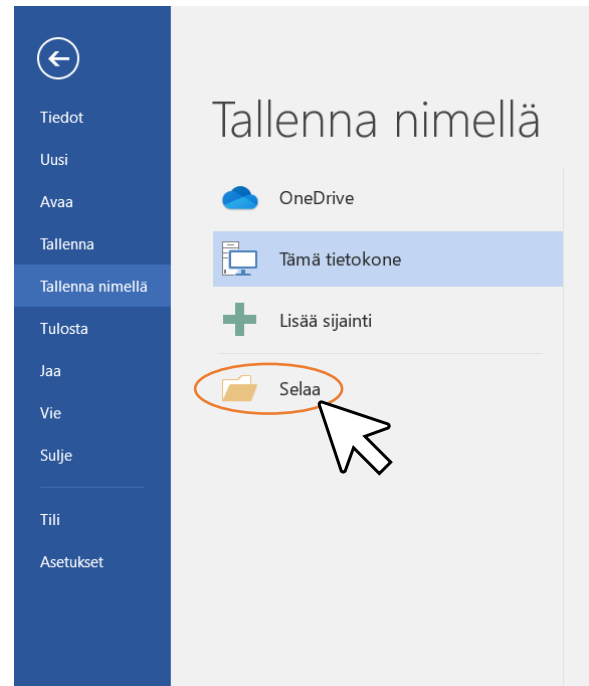 Tiedot
Uusi
Avaa
Tallenna
Tallenna nimellä
Tulosta
Jaa
Vie
Sulje
Tili
Asetukset
Tallenna nimellä
OneDrive
Tämä tietokone
Lisää sijainti
Selaa